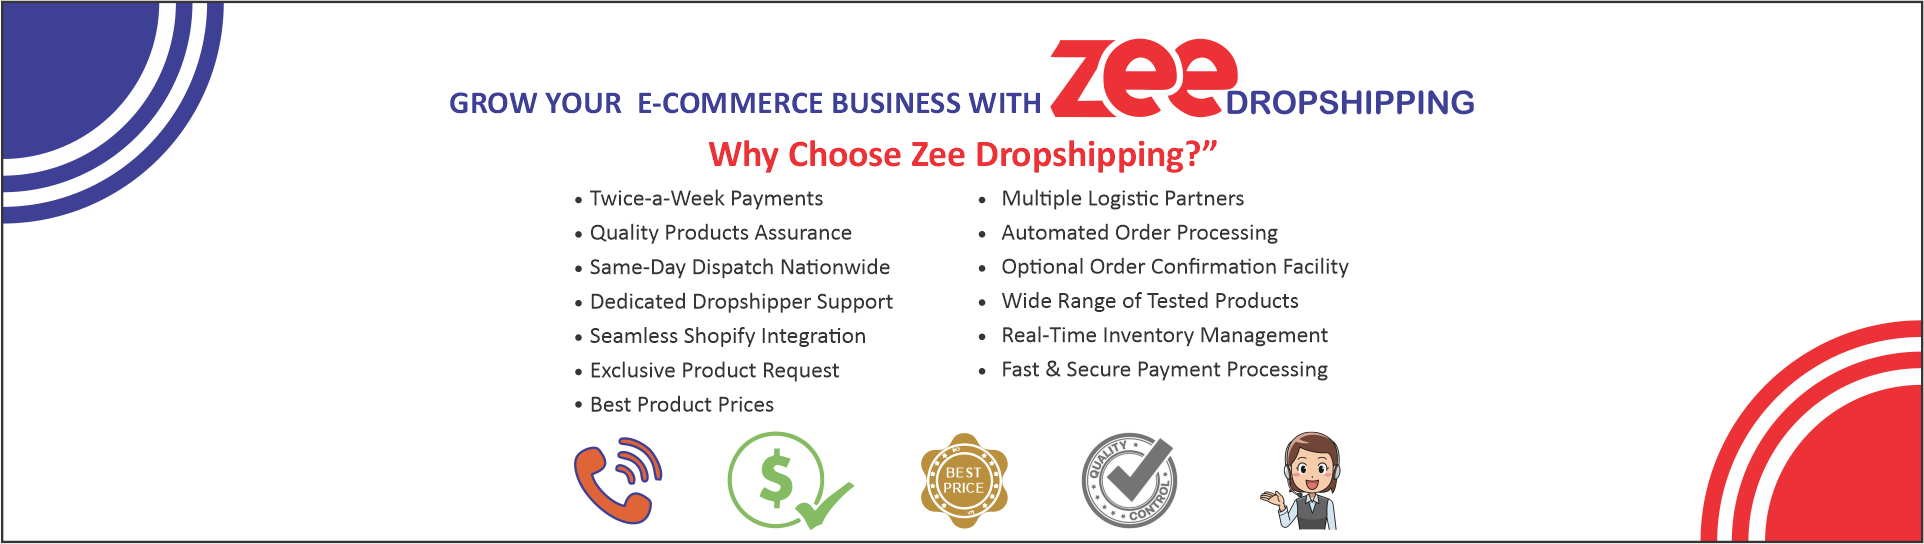 GROW YOUR E-COMMERCE BUSINESS WITH zee DROPSHIPPING
Why Choose Zee Dropshipping?”
• Twice-a-Week Payments
• Quality Products Assurance
• Same-Day Dispatch Nationwide
• Dedicated Dropshipper Support
• Seamless Shopify Integration
• Exclusive Product Request
• Best Product Prices
• Multiple Logistic Partners
• Automated Order Processing
• Optional Order Confirmation Facility
• Wide Range of Tested Products
• Real-Time Inventory Management
• Fast & Secure Payment Processing
$
BEST
PRICE
QUALITY
CONTROL